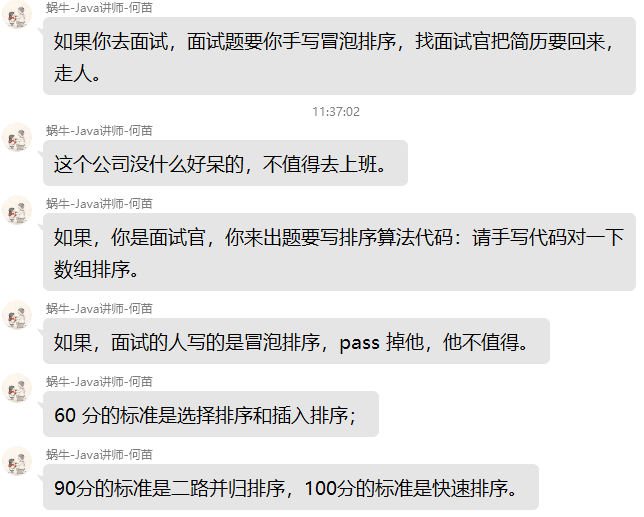 蜗牛-Java讲师-何苗
如果你去面试，面试题要你手写冒泡排序，找面试官把简历要回来，
走人。
11:37:02
蜗牛-Java讲师-何苗
这个公司没什么好呆的，不值得去上班。
蜗牛-Java讲师-何苗
如果，你是面试官，你来出题要写排序算法代码：请手写代码对一下
数组排序。
蜗牛-Java讲师-何苗
如果，面试的人写的是冒泡排序，pass 掉他，他不值得。
蜗牛-Java讲师-何苗
60 分的标准是选择排序和插入排序；
蜗牛-Java讲师-何苗
90分的标准是二路并归排序，100分的标准是快速排序。